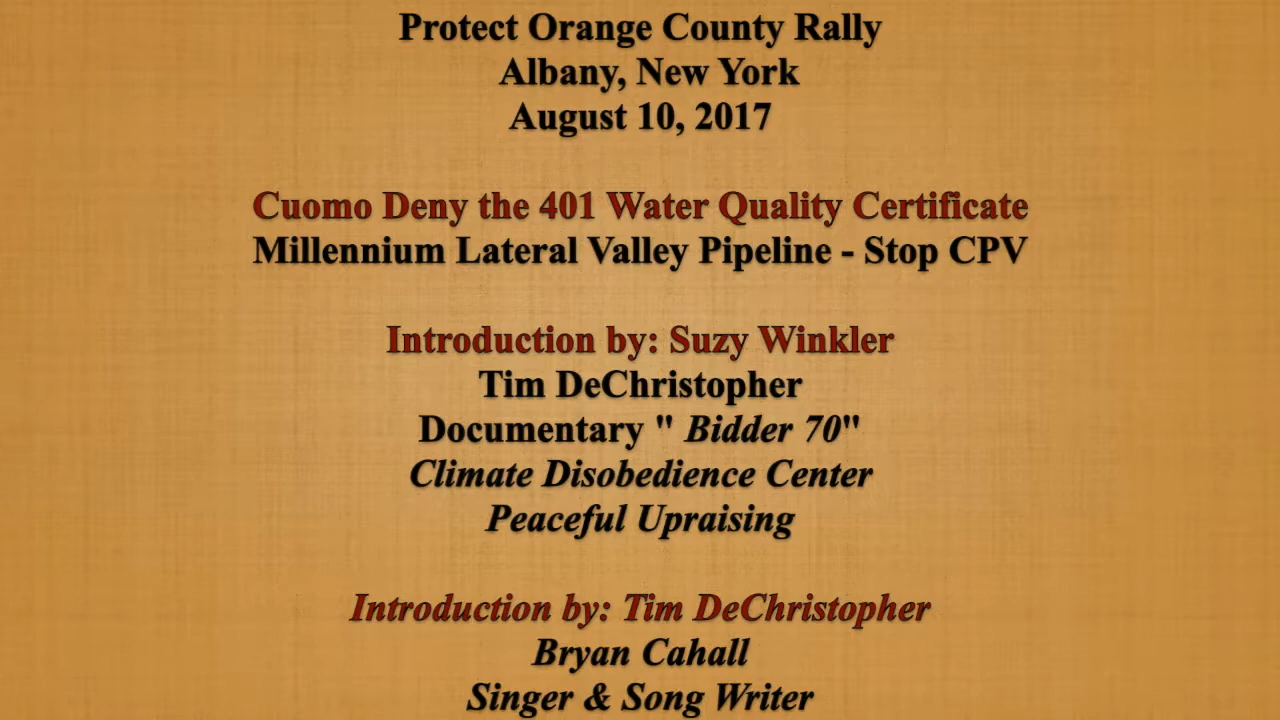 Protect Orange County Rally
Albany, New York
August 10, 2017
Cuomo Deny the 401 Water Quality Certificate
Millennium Lateral Valley Pipeline - Stop CPV
Introduction by: Suzy Winkler
Tim DeChristopher
Documentary " Bidder 70"
Climate Disobedience Center
Peaceful Upraising
Introduction by: Tim DeChristopher
Bryan Cahall
Singer & Song Writer